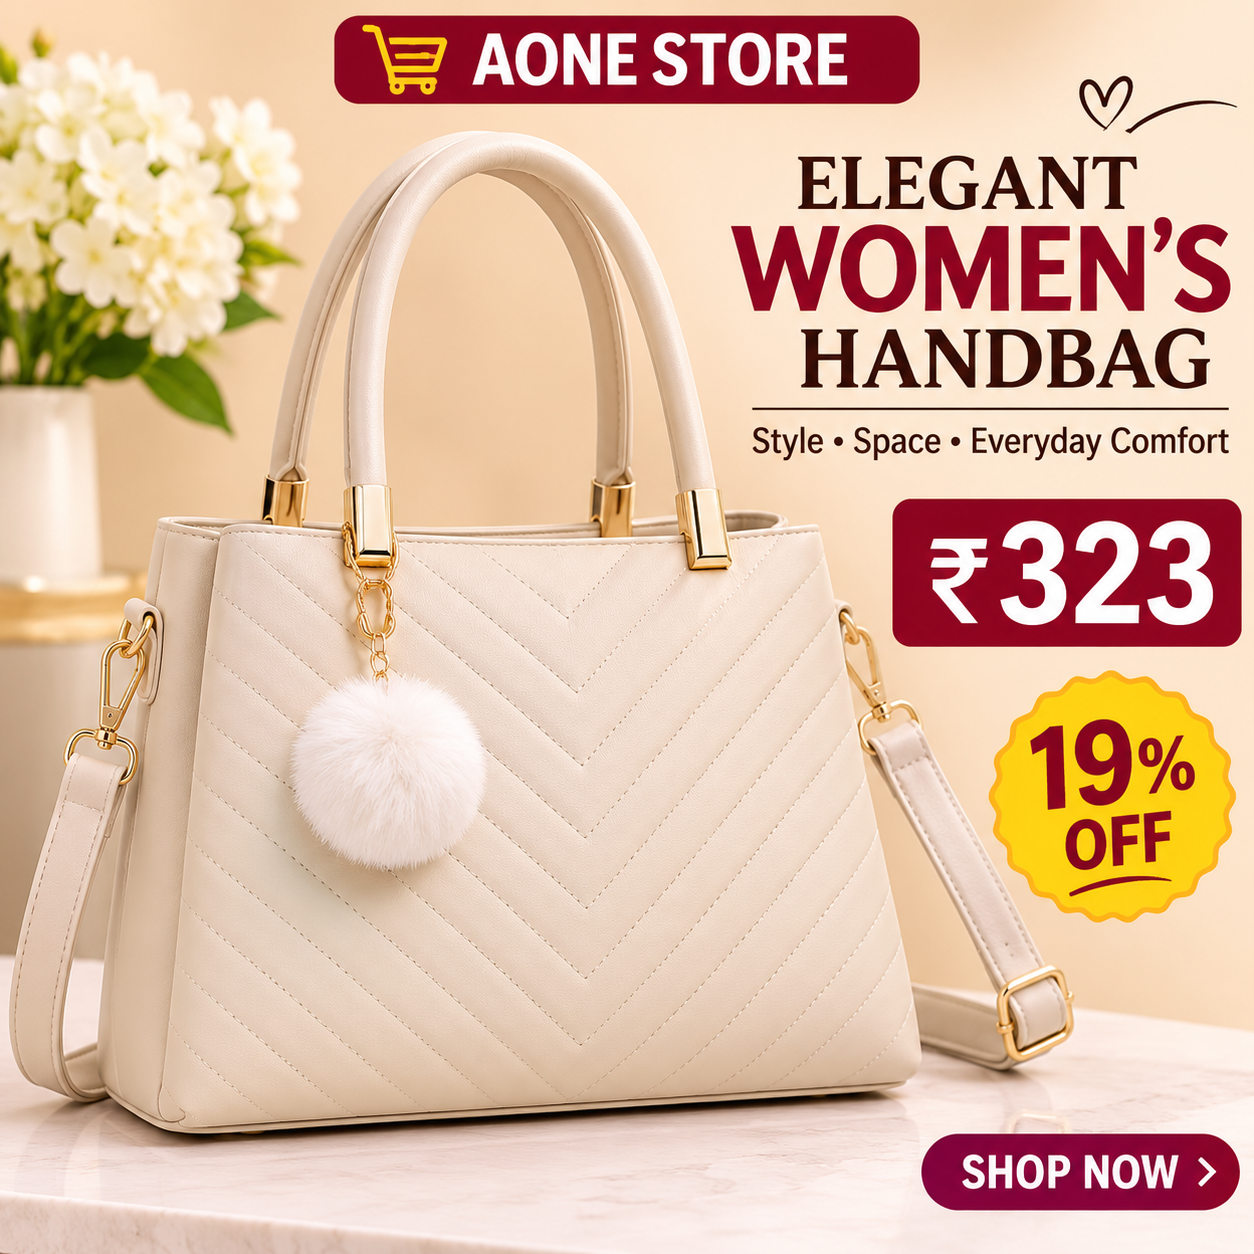 AONE STORE
ELEGANT
WOMEN'S
HANDBAG
Style • Space • Everyday Comfort
₹323
19%
OFF
SHOP NOW